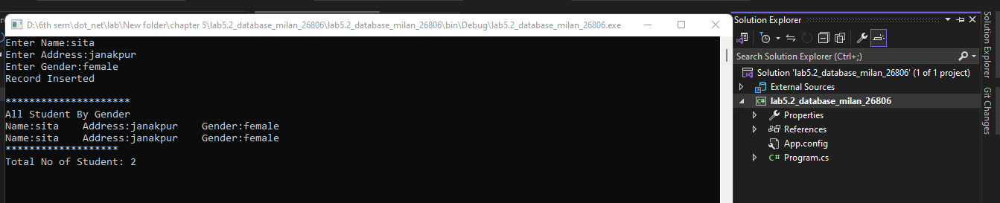 D:\6th sem\dot_net\lab\New folder\chapter 5\lab5.2_database_milan_26806\lab5.2_database_milan_26806\bin\Debug\lab5.2_database_milan_26806.exe
Enter Name:sita
Enter Address:janakpur
Enter Gender:female
Record Inserted
*********************
All Student By Gender
Name:sita    Address:janakpur    Gender:female
Name:sita    Address:janakpur    Gender:female
*******************
Total No of Student: 2
Solution Explorer
Search Solution Explorer (Ctrl+;)
Solution 'lab5.2_database_milan_26806' (1 of 1 project)
External Sources
C# lab5.2_database_milan_26806
Properties
References
App.config
C# Program.cs
Solution Explorer
Git Changes